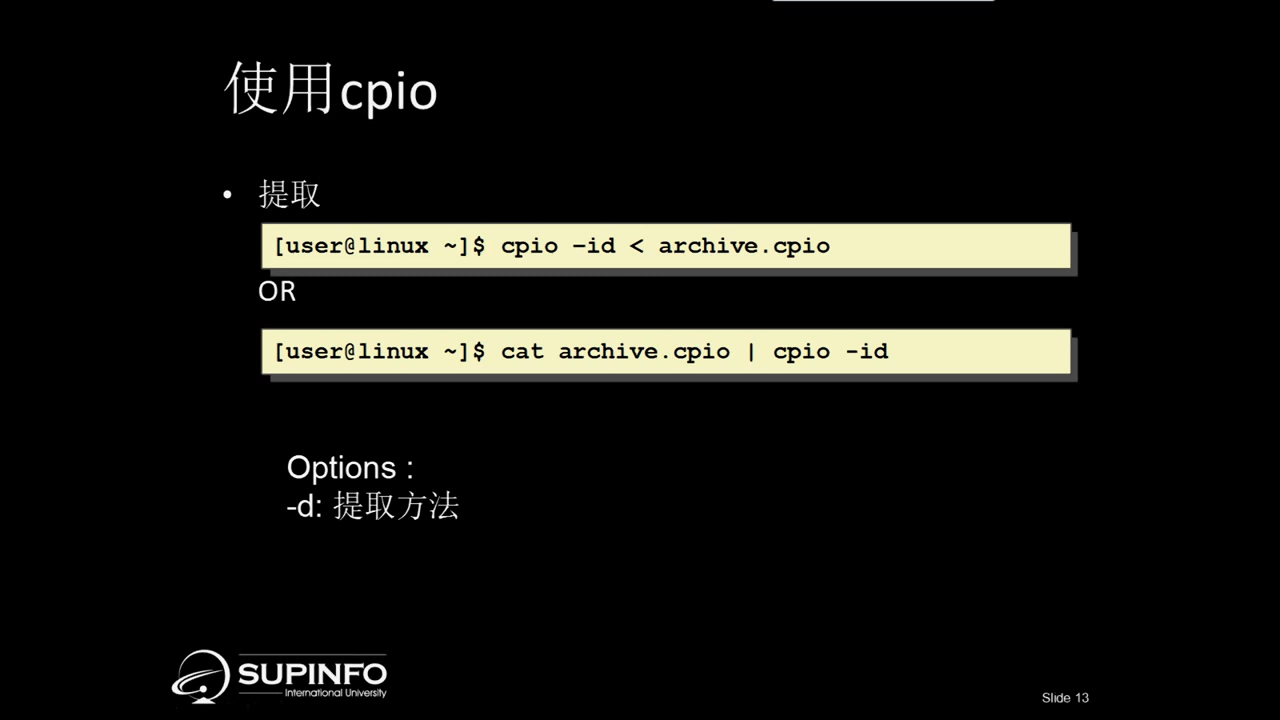 使用cpio
• 提取
[user@linux ~]$ cpio –id < archive.cpio
OR
[user@linux ~]$ cat archive.cpio | cpio -id
Options :
-d: 提取方法
SUPINFO
International University
Slide 13